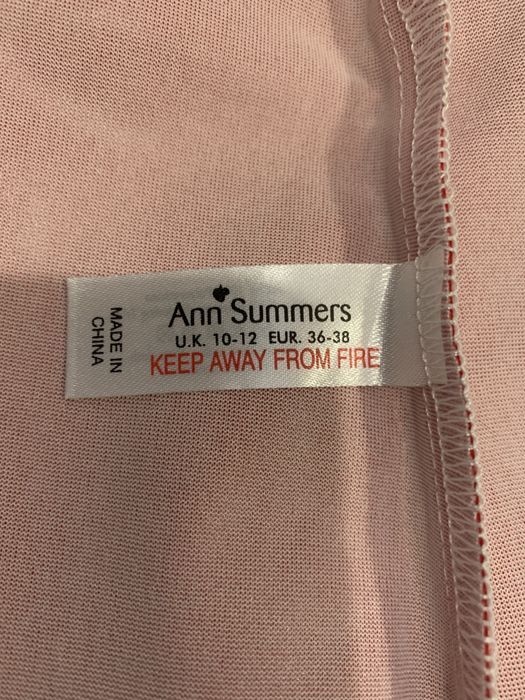 Ann Summers
U.K. 10-12 EUR. 36-38
KEEP AWAY FROM FIRE
MADE IN
CHINA